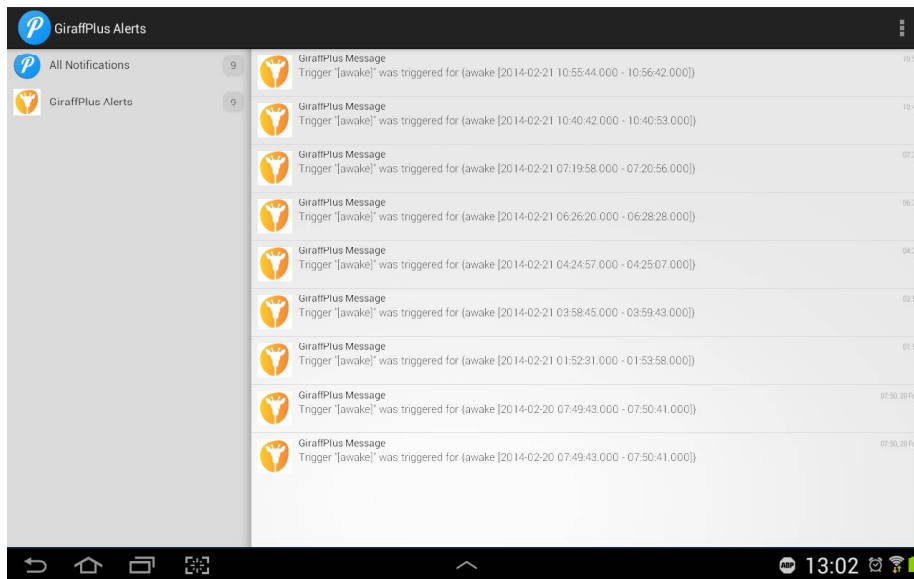 GiraffPlus Alerts
All Notifications
9
GiraffPlus Alerts
9
GiraffPlus Message
Trigger "[awake]" was triggered for {awake [2014-02-21 10:55:44.000 - 10:56:42.000]}
GiraffPlus Message
Trigger "[awake]" was triggered for {awake [2014-02-21 10:40:42.000 - 10:40:53.000]}
GiraffPlus Message
Trigger "[awake]" was triggered for {awake [2014-02-21 07:19:58.000 - 07:20:56.000]}
GiraffPlus Message
Trigger "[awake]" was triggered for {awake [2014-02-21 06:26:20.000 - 06:28:28.000]}
GiraffPlus Message
Trigger "[awake]" was triggered for {awake [2014-02-21 04:24:57.000 - 04:25:07.000]}
GiraffPlus Message
Trigger "[awake]" was triggered for {awake [2014-02-21 03:58:45.000 - 03:59:43.000]}
GiraffPlus Message
Trigger "[awake]" was triggered for {awake [2014-02-21 01:52:31.000 - 01:53:58.000]}
GiraffPlus Message
07:50, 20 Fe
Trigger "[awake]" was triggered for {awake [2014-02-20 07:49:43.000 - 07:50:41.000]}
GiraffPlus Message
07:50, 20 Fe
Trigger "[awake]" was triggered for {awake [2014-02-20 07:49:43.000 - 07:50:41.000]}
ABP 13:02